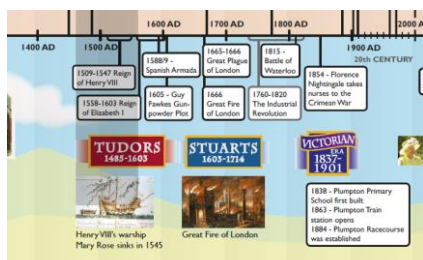 1400 AD
1500 AD
1600 AD
1700 AD
1800 AD
1900 AD
2000 A
20th CENTURY
1509-1547 Reign
of Henry VIII
1558-1603 Reign
of Elizabeth I
1588/9 -
Spanish Armada
1605 - Guy
Fawkes Gun-
powder Plot
1665-1666
Great Plague
of London
1666
Great Fire of
London
1815 -
Battle of
Waterloo
1760-1820
The Industrial
Revolution
1854 - Florence
Nightingale takes
nurses to the
Crimean War
TUDORS
1485-1603
STUARTS
1603-1714
VICTORIAN
ERA
1837-
1901
Henry VIII's warship
Mary Rose sinks in 1545
Great Fire of London
1838 - Plumpton Primary
School first built
1863 - Plumpton Train
station opens
1884 - Plumpton Racecourse
was established